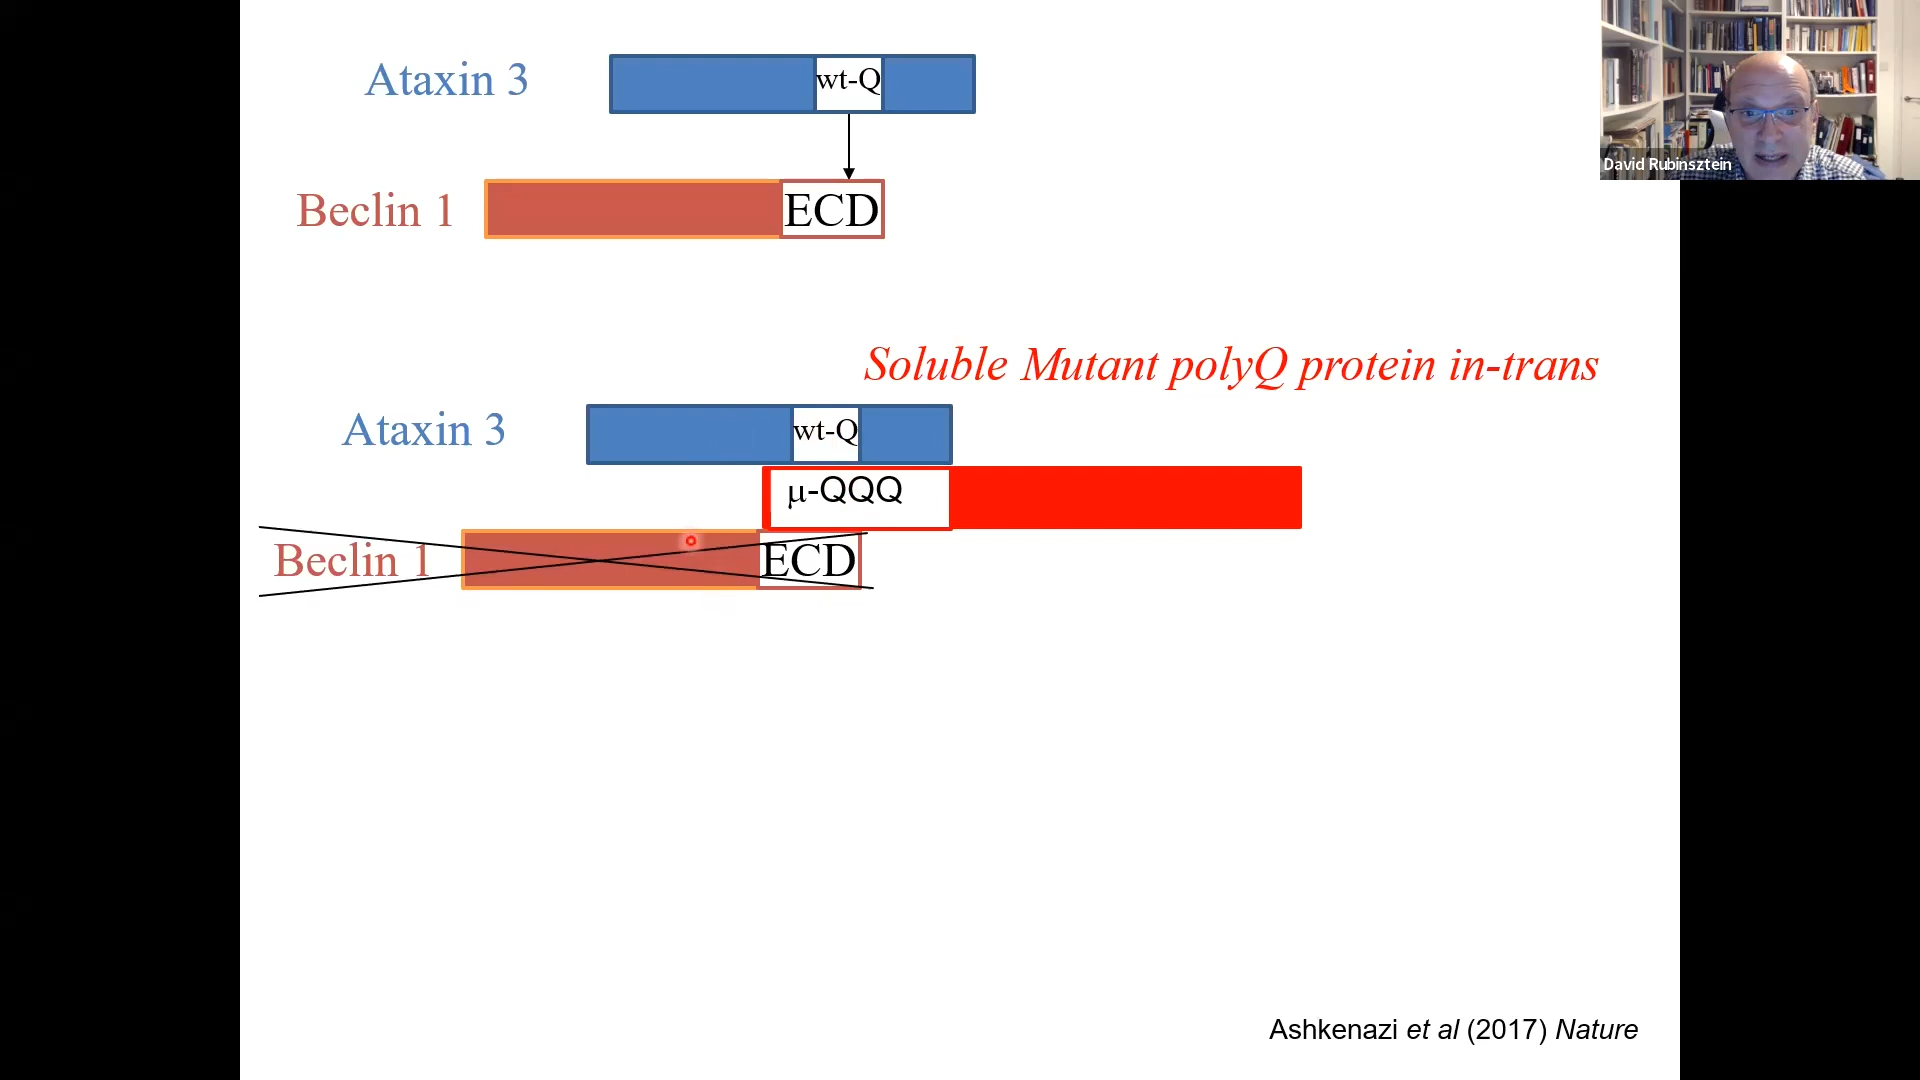 Ataxin 3
wt-Q
Beclin 1
ECD
David Rubinsztein
Soluble Mutant polyQ protein in-trans
Ataxin 3
wt-Q
μ-QQQ
Beclin 1
ECD
Ashkenazi et al (2017) Nature